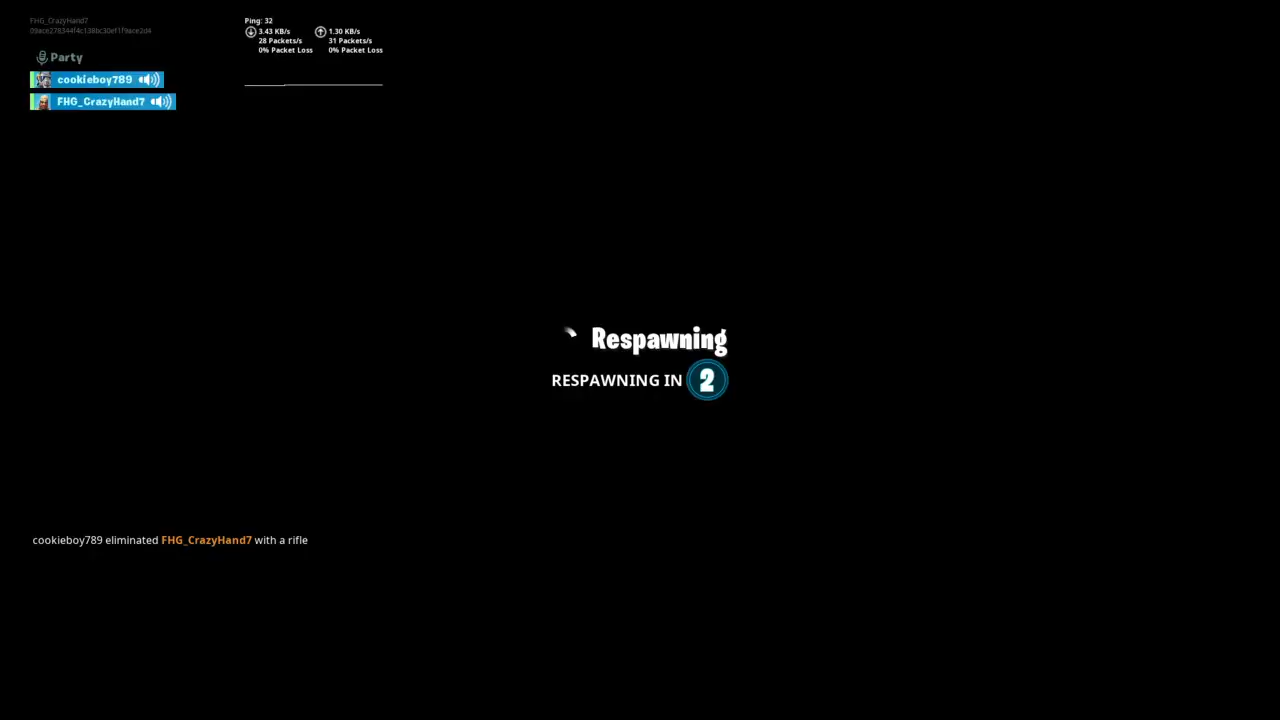 FHG_CrazyHand7
Ping: 32
3.43 KB/s 1.30 KB/s
28 Packets/s 31 Packets/s
0% Packet Loss 0% Packet Loss
Party
cookieboy789
FHG_CrazyHand7
Respawning
RESPAWNING IN 2
cookieboy789 eliminated FHG_CrazyHand7 with a rifle